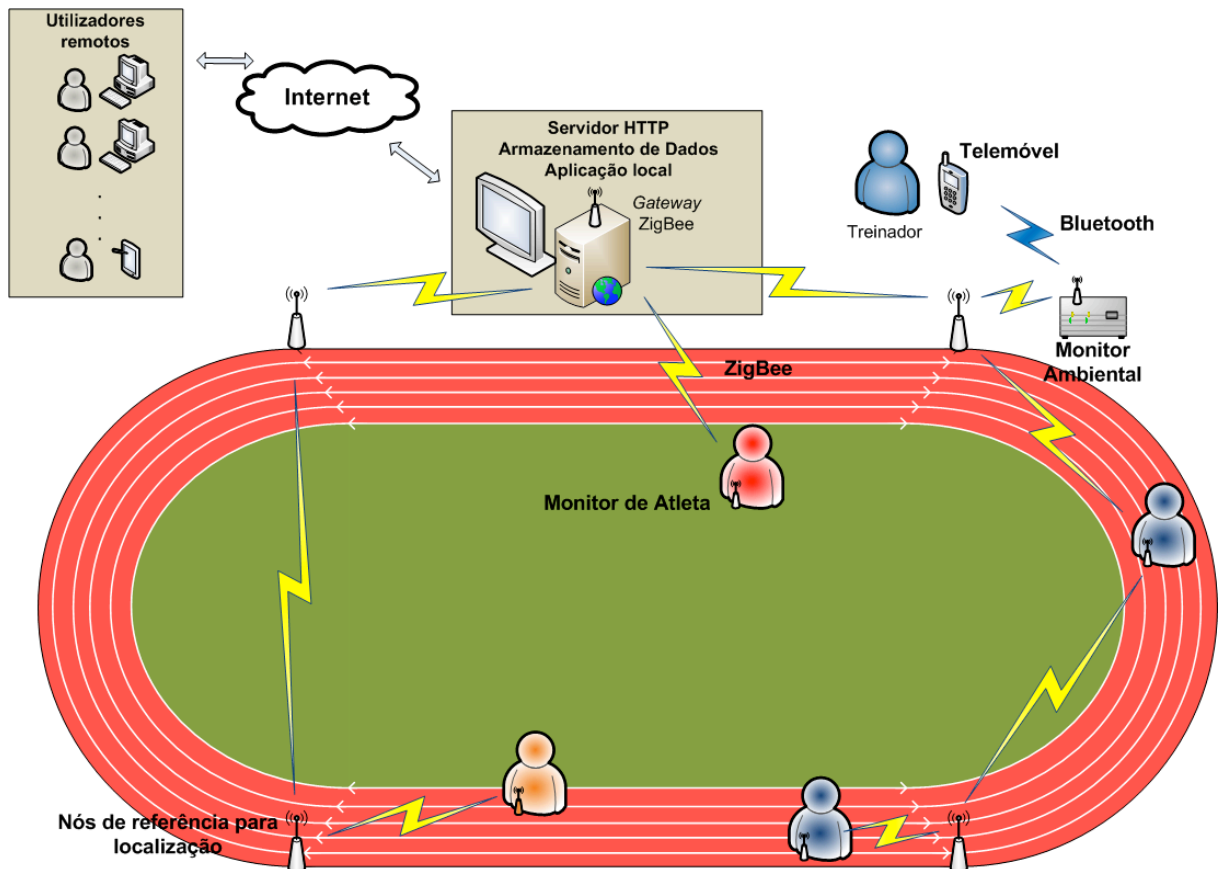 Utilizadores
remotos
Internet
Servidor HTTP
Armazenamento de Dados
Aplicação local
Gateway
ZigBee
Telemóvel
Treinador
Bluetooth
Monitor
Ambiental
ZigBee
Monitor de Atleta
Nós de referência para
localização